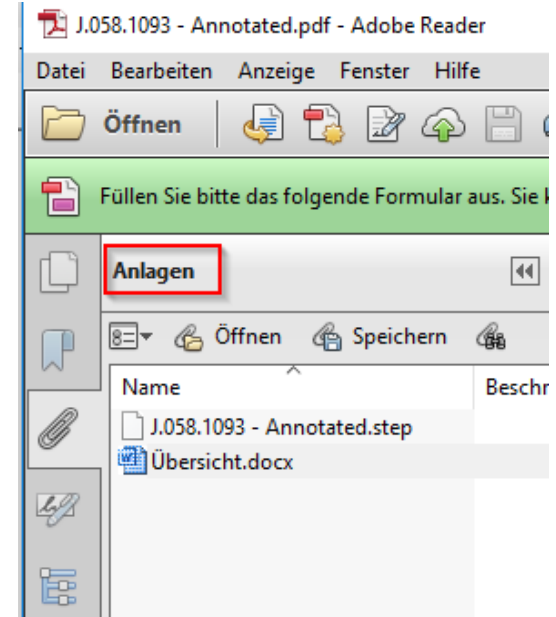 J.058.1093 - Annotated.pdf - Adobe Reader
Datei Bearbeiten Anzeige Fenster Hilfe
Öffnen
Füllen Sie bitte das folgende Formular aus. Sie
Anlagen
Öffnen Speichern
Name Beschr
J.058.1093 - Annotated.step
Übersicht.docx